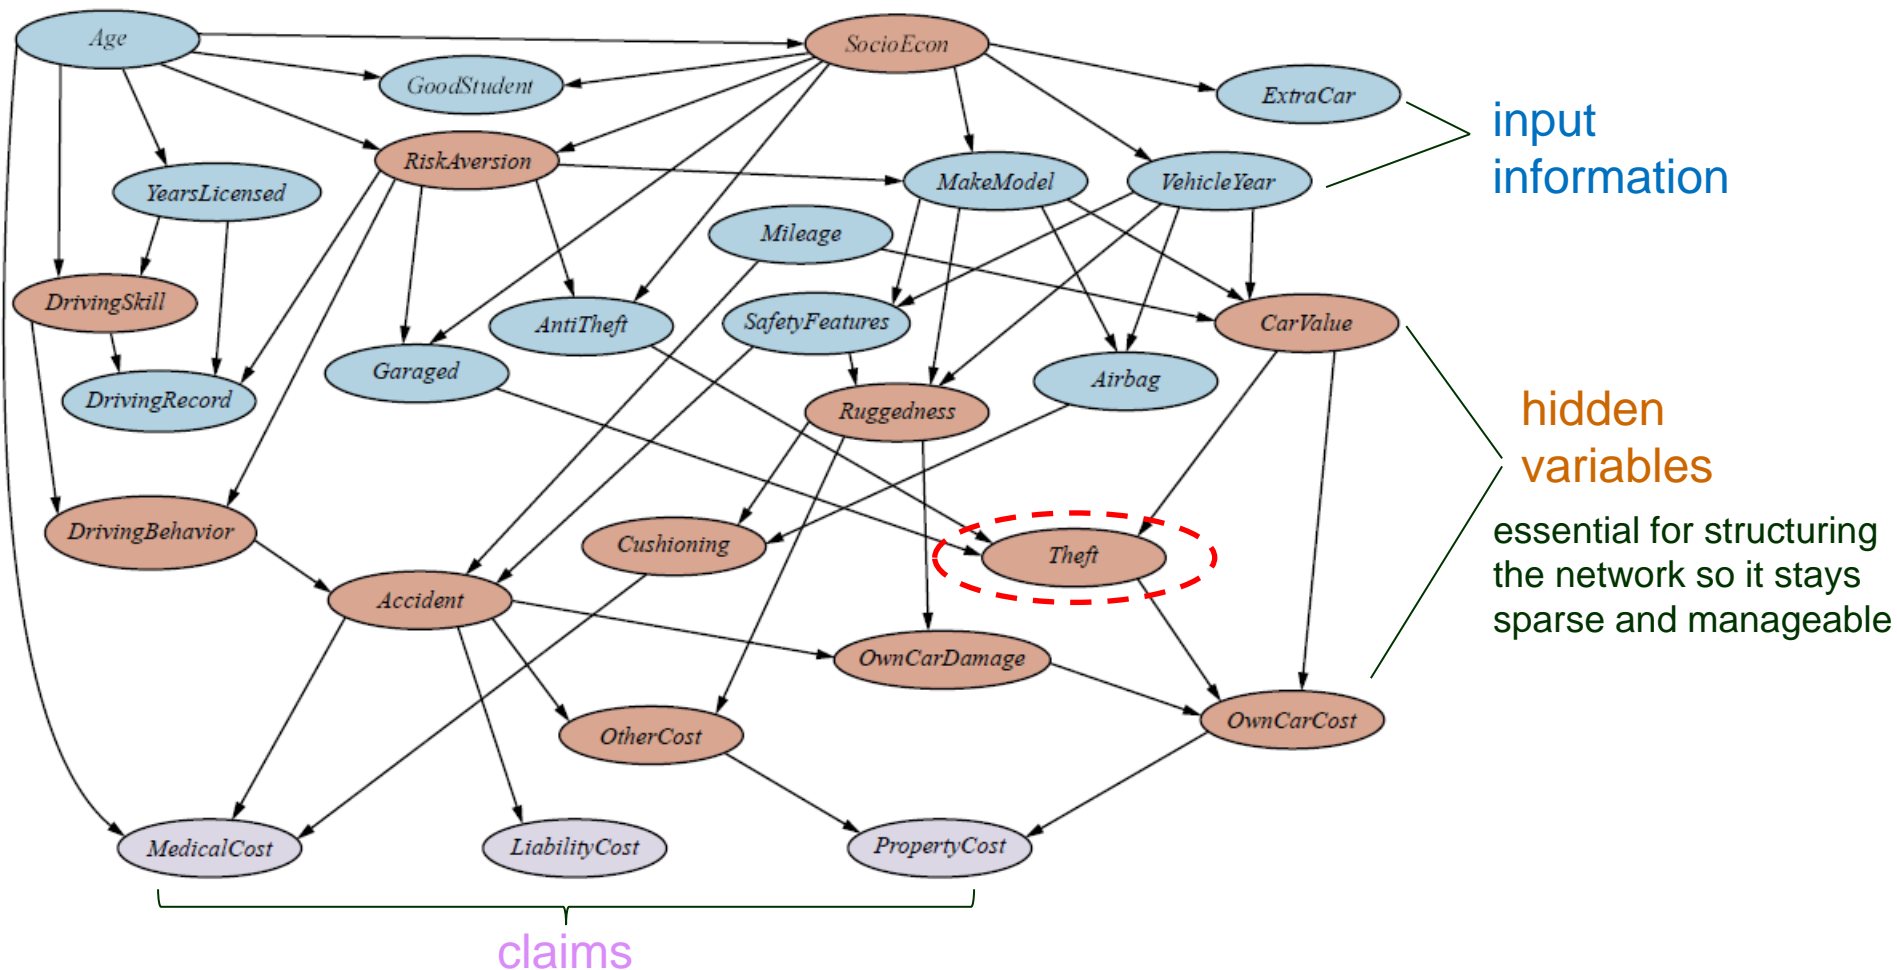 Age
SocioEcon
GoodStudent
ExtraCar
input
information
RiskAversion
YearsLicensed
MakeModel
VehicleYear
Mileage
DrivingSkill
AntiTheft
SafetyFeatures
CarValue
Garaged
Airbag
DrivingRecord
Ruggedness
hidden
variables
DrivingBehavior
Cushioning
Theft
essential for structuring
the network so it stays
sparse and manageable
Accident
OwnCarDamage
OtherCost
OwnCarCost
MedicalCost
LiabilityCost
PropertyCost
claims